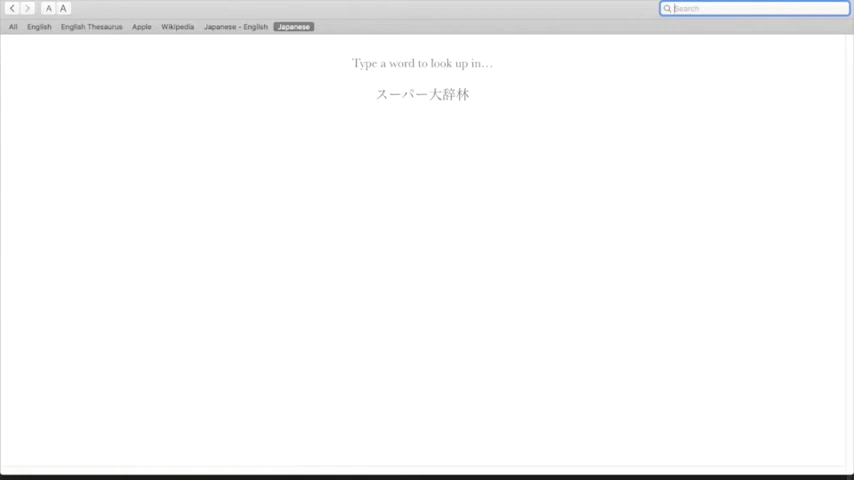 A A
Search
All English English Thesaurus Apple Wikipedia Japanese - English Japanese
Type a word to look up in…
スーパー大辞林